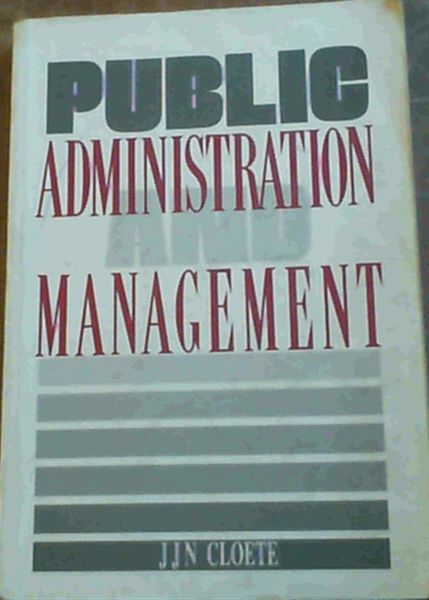 PUBLIC
ADMINISTRATION
AND
MANAGEMENT
JJN CLOETE